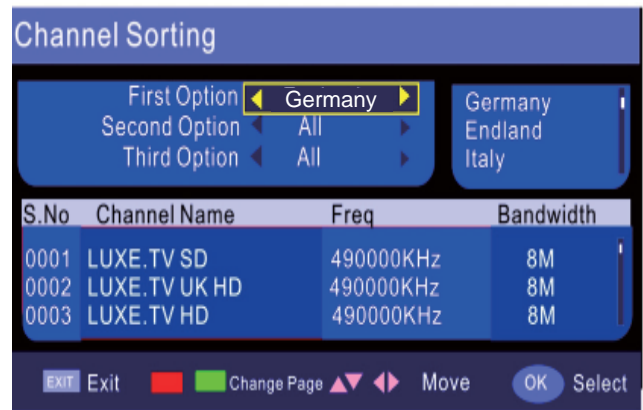 Channel Sorting
First Option Germany
Second Option All
Third Option All
Germany
Endland
Italy
S.No Channel Name Freq Bandwidth
0001 LUXE.TV SD 490000KHz 8M
0002 LUXE.TV UK HD 490000KHz 8M
0003 LUXE.TV HD 490000KHz 8M
EXIT Exit Change Page Move OK Select